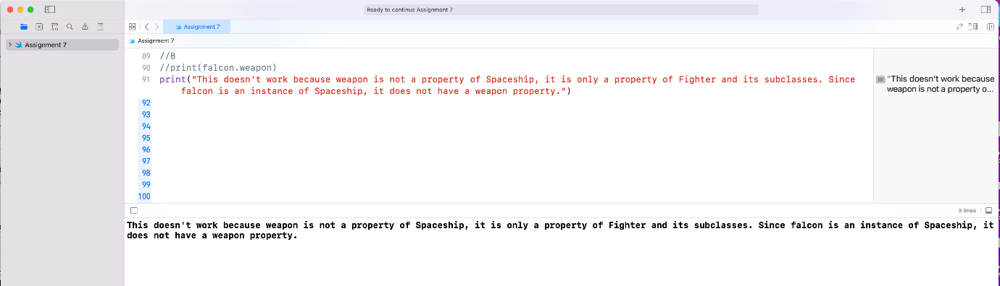 Ready to continue Assignment 7
Assignment 7
Assignment 7
Assignment 7
89 //8
90 //print(falcon.weapon)
91 print("This doesn't work because weapon is not a property of Spaceship, it is only a property of Fighter and its subclasses. Since
falcon is an instance of Spaceship, it does not have a weapon property.")
92
93
94
95
96
97
98
99
100
"This doesn't work because
weapon is not a property o...
3 lines
This doesn't work because weapon is not a property of Spaceship, it is only a property of Fighter and its subclasses. Since falcon is an instance of Spaceship, it
does not have a weapon property.